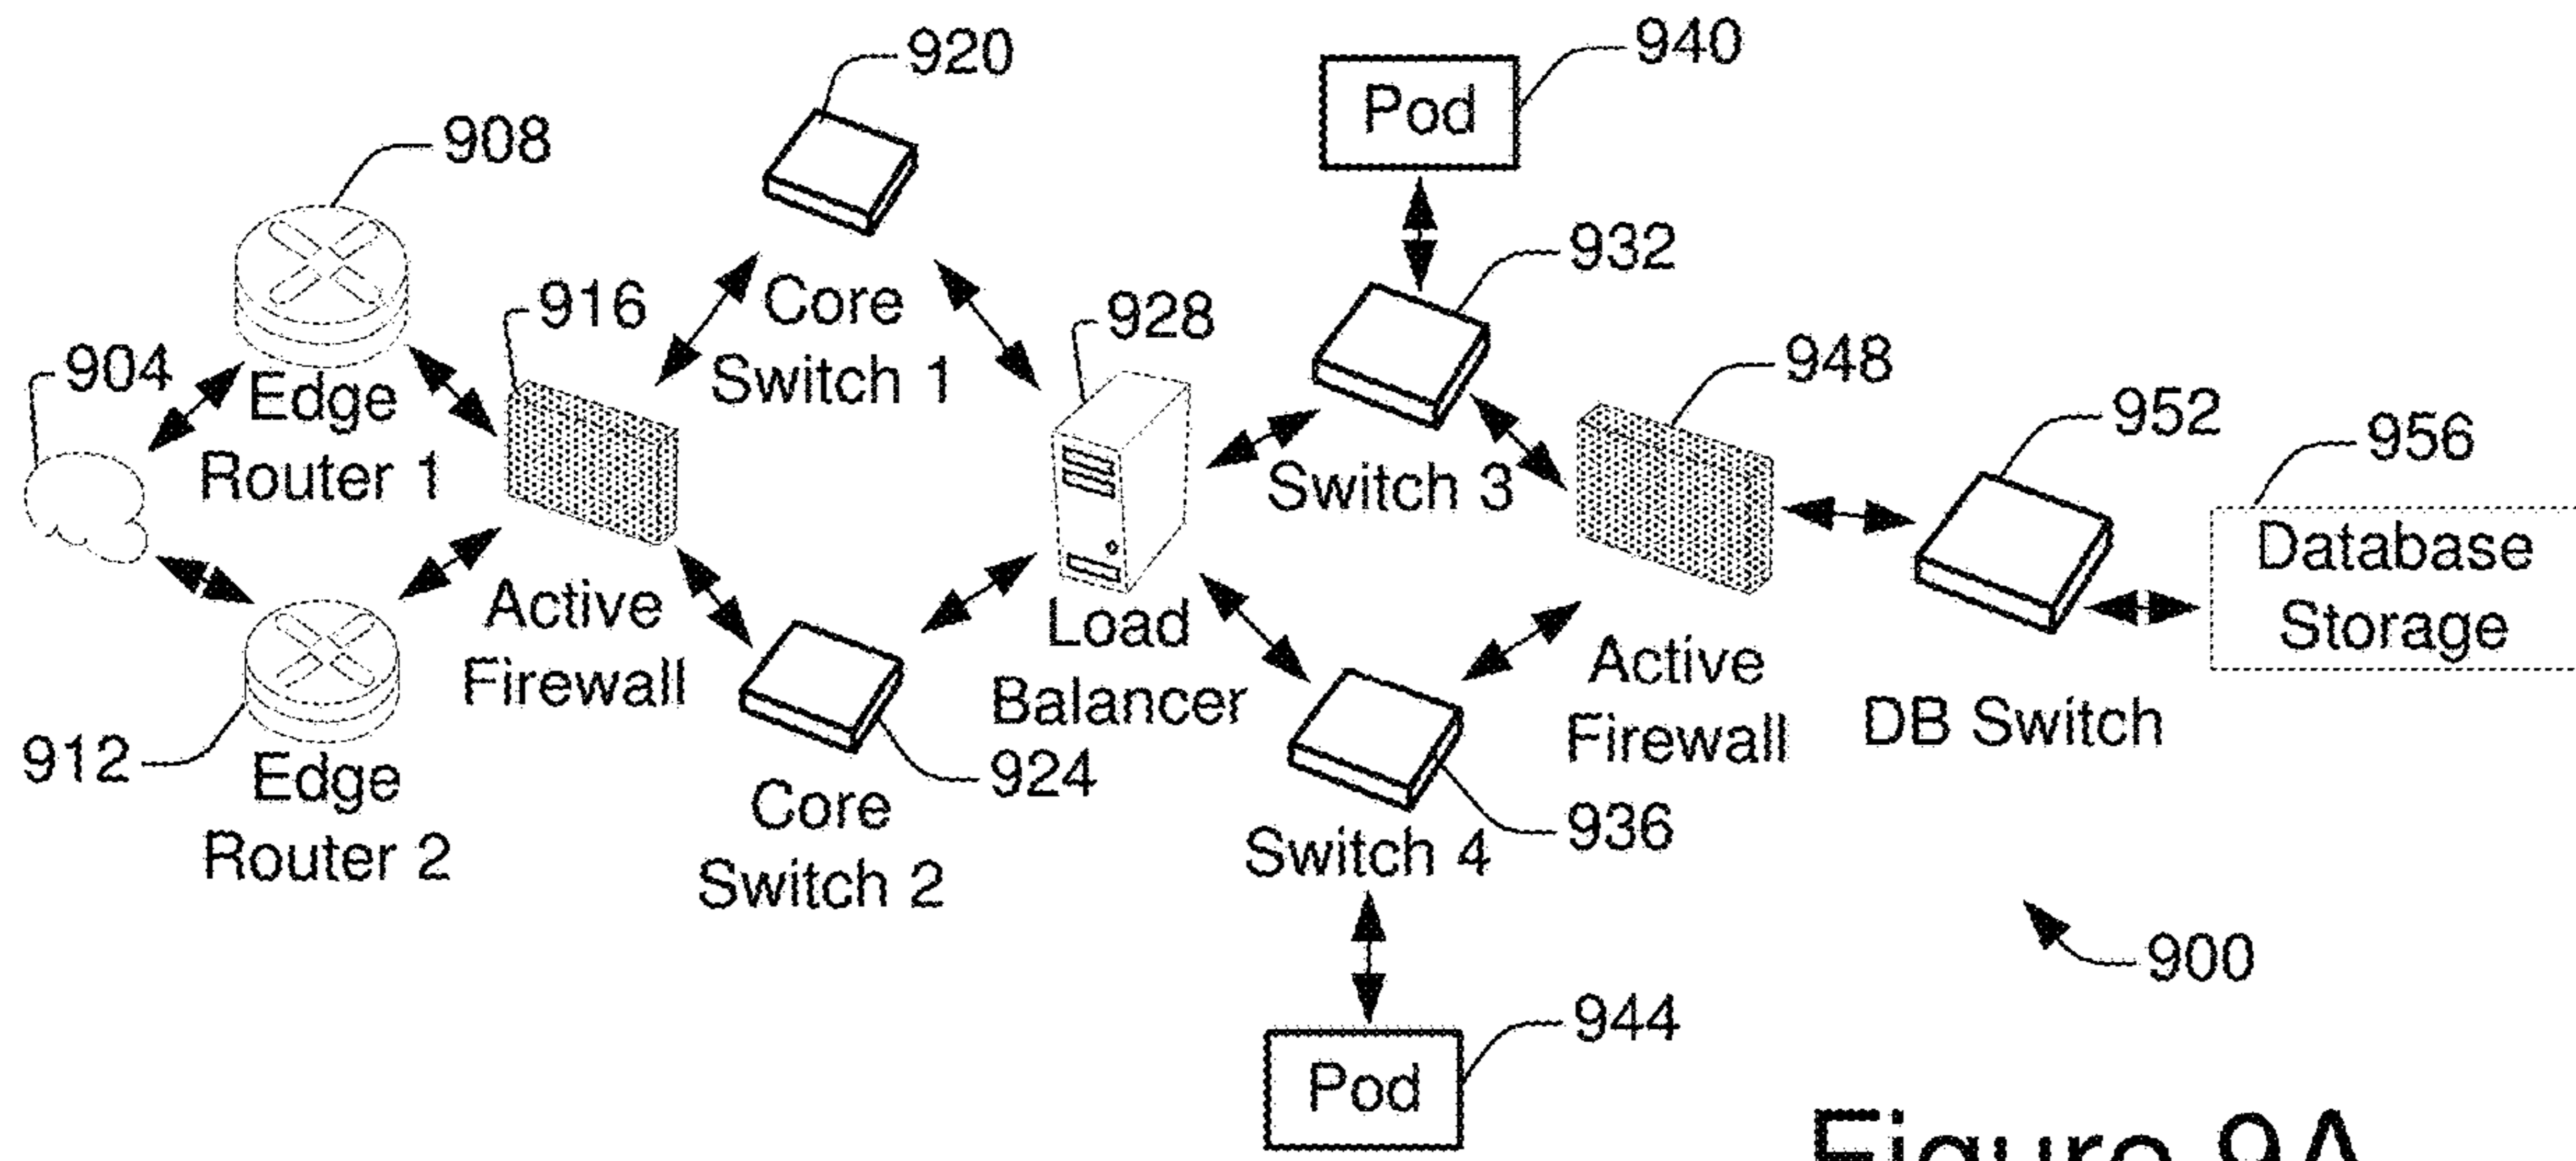 920
940
Pod
908
932
916
Core
Switch 1
928
948
904
Edge
Router 1
952
956
Switch 3
Database
Storage
Active
Firewall
Load
Balancer
Active
Firewall
DB Switch
912
Edge
Router 2
924
Core
Switch 2
936
Switch 4
900
944
Pod
Figure 9A